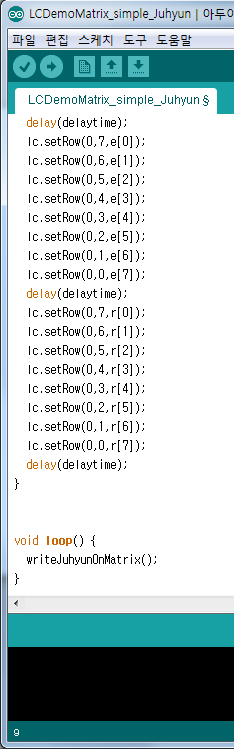 LCDemoMatrix_simple_Juhyun | 아두이
파일 편집 스케치 도구 도움말
LCDemoMatrix_simple_Juhyun §
delay(delaytime);
lc.setRow(0,7,e[0]);
lc.setRow(0,6,e[1]);
lc.setRow(0,5,e[2]);
lc.setRow(0,4,e[3]);
lc.setRow(0,3,e[4]);
lc.setRow(0,2,e[5]);
lc.setRow(0,1,e[6]);
lc.setRow(0,0,e[7]);
delay(delaytime);
lc.setRow(0,7,r[0]);
lc.setRow(0,6,r[1]);
lc.setRow(0,5,r[2]);
lc.setRow(0,4,r[3]);
lc.setRow(0,3,r[4]);
lc.setRow(0,2,r[5]);
lc.setRow(0,1,r[6]);
lc.setRow(0,0,r[7]);
delay(delaytime);
}
void loop() {
writeJuhyunOnMatrix();
}
9